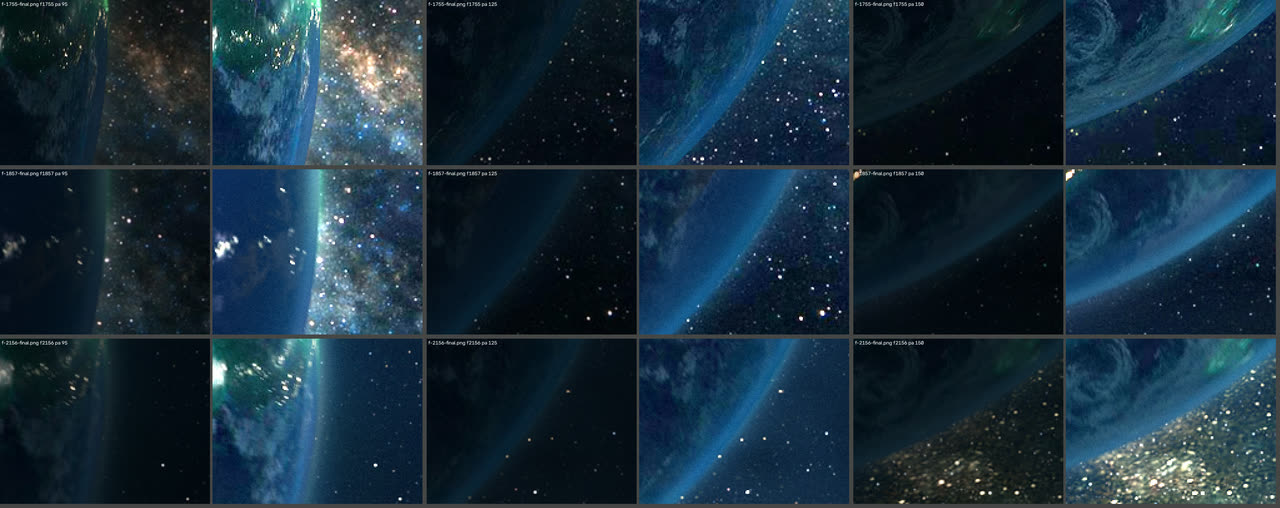 f-1755-final.png f1755 pa 95
f-1755-final.png f1755 pa 125
f-1755-final.png f1755 pa 150
f-1857-final.png f1857 pa 95
f-1857-final.png f1857 pa 125
1857-final.png f1857 pa 150
f-2156-final.png f2156 pa 95
f-2156-final.png f2156 pa 125
f-2156-final.png f2156 pa 150